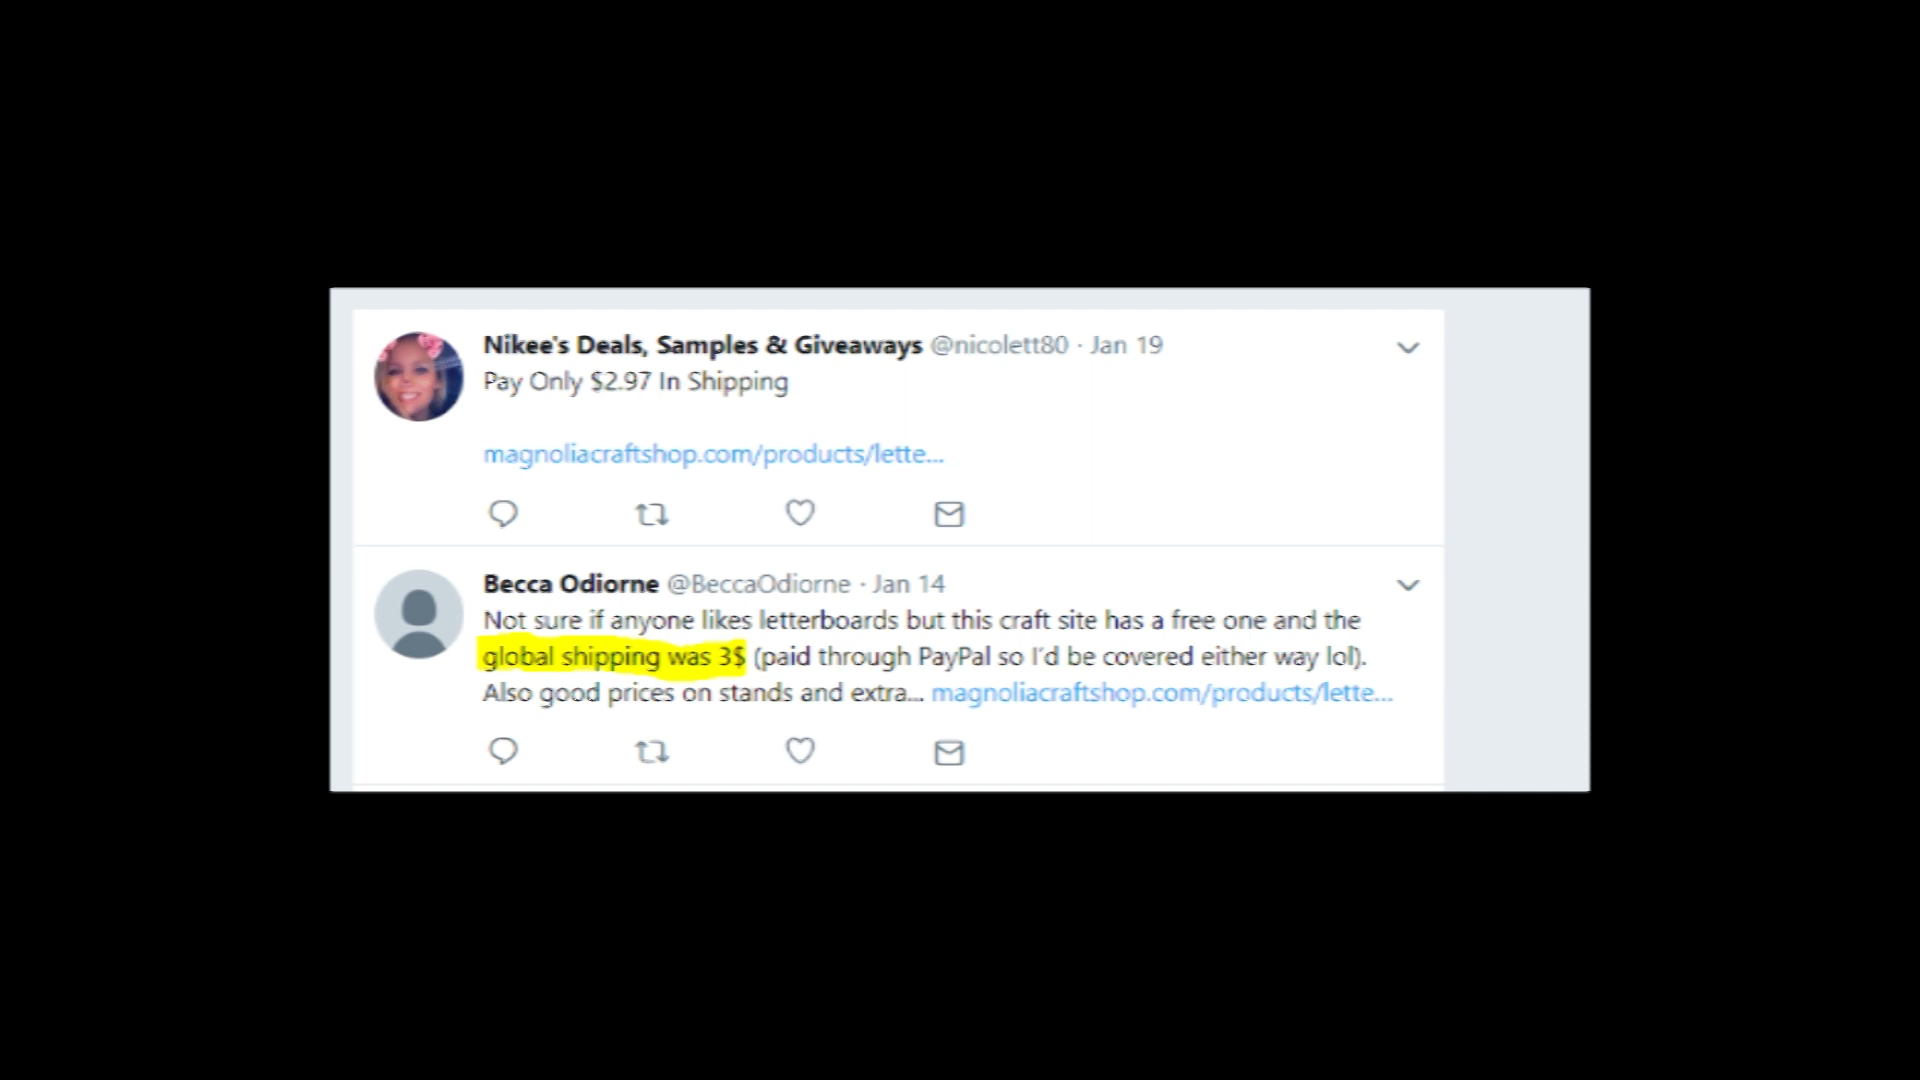 Nikee's Deals, Samples & Giveaways @nicolett80 · Jan 19
Pay Only $2.97 In Shipping
magnoliacraftshop.com/products/lette...
Becca Odiorne @BeccaOdiorne · Jan 14
Not sure if anyone likes letterboards but this craft site has a free one and the
global shipping was 3$ (paid through PayPal so I'd be covered either way lol).
Also good prices on stands and extra... magnoliacraftshop.com/products/lette...